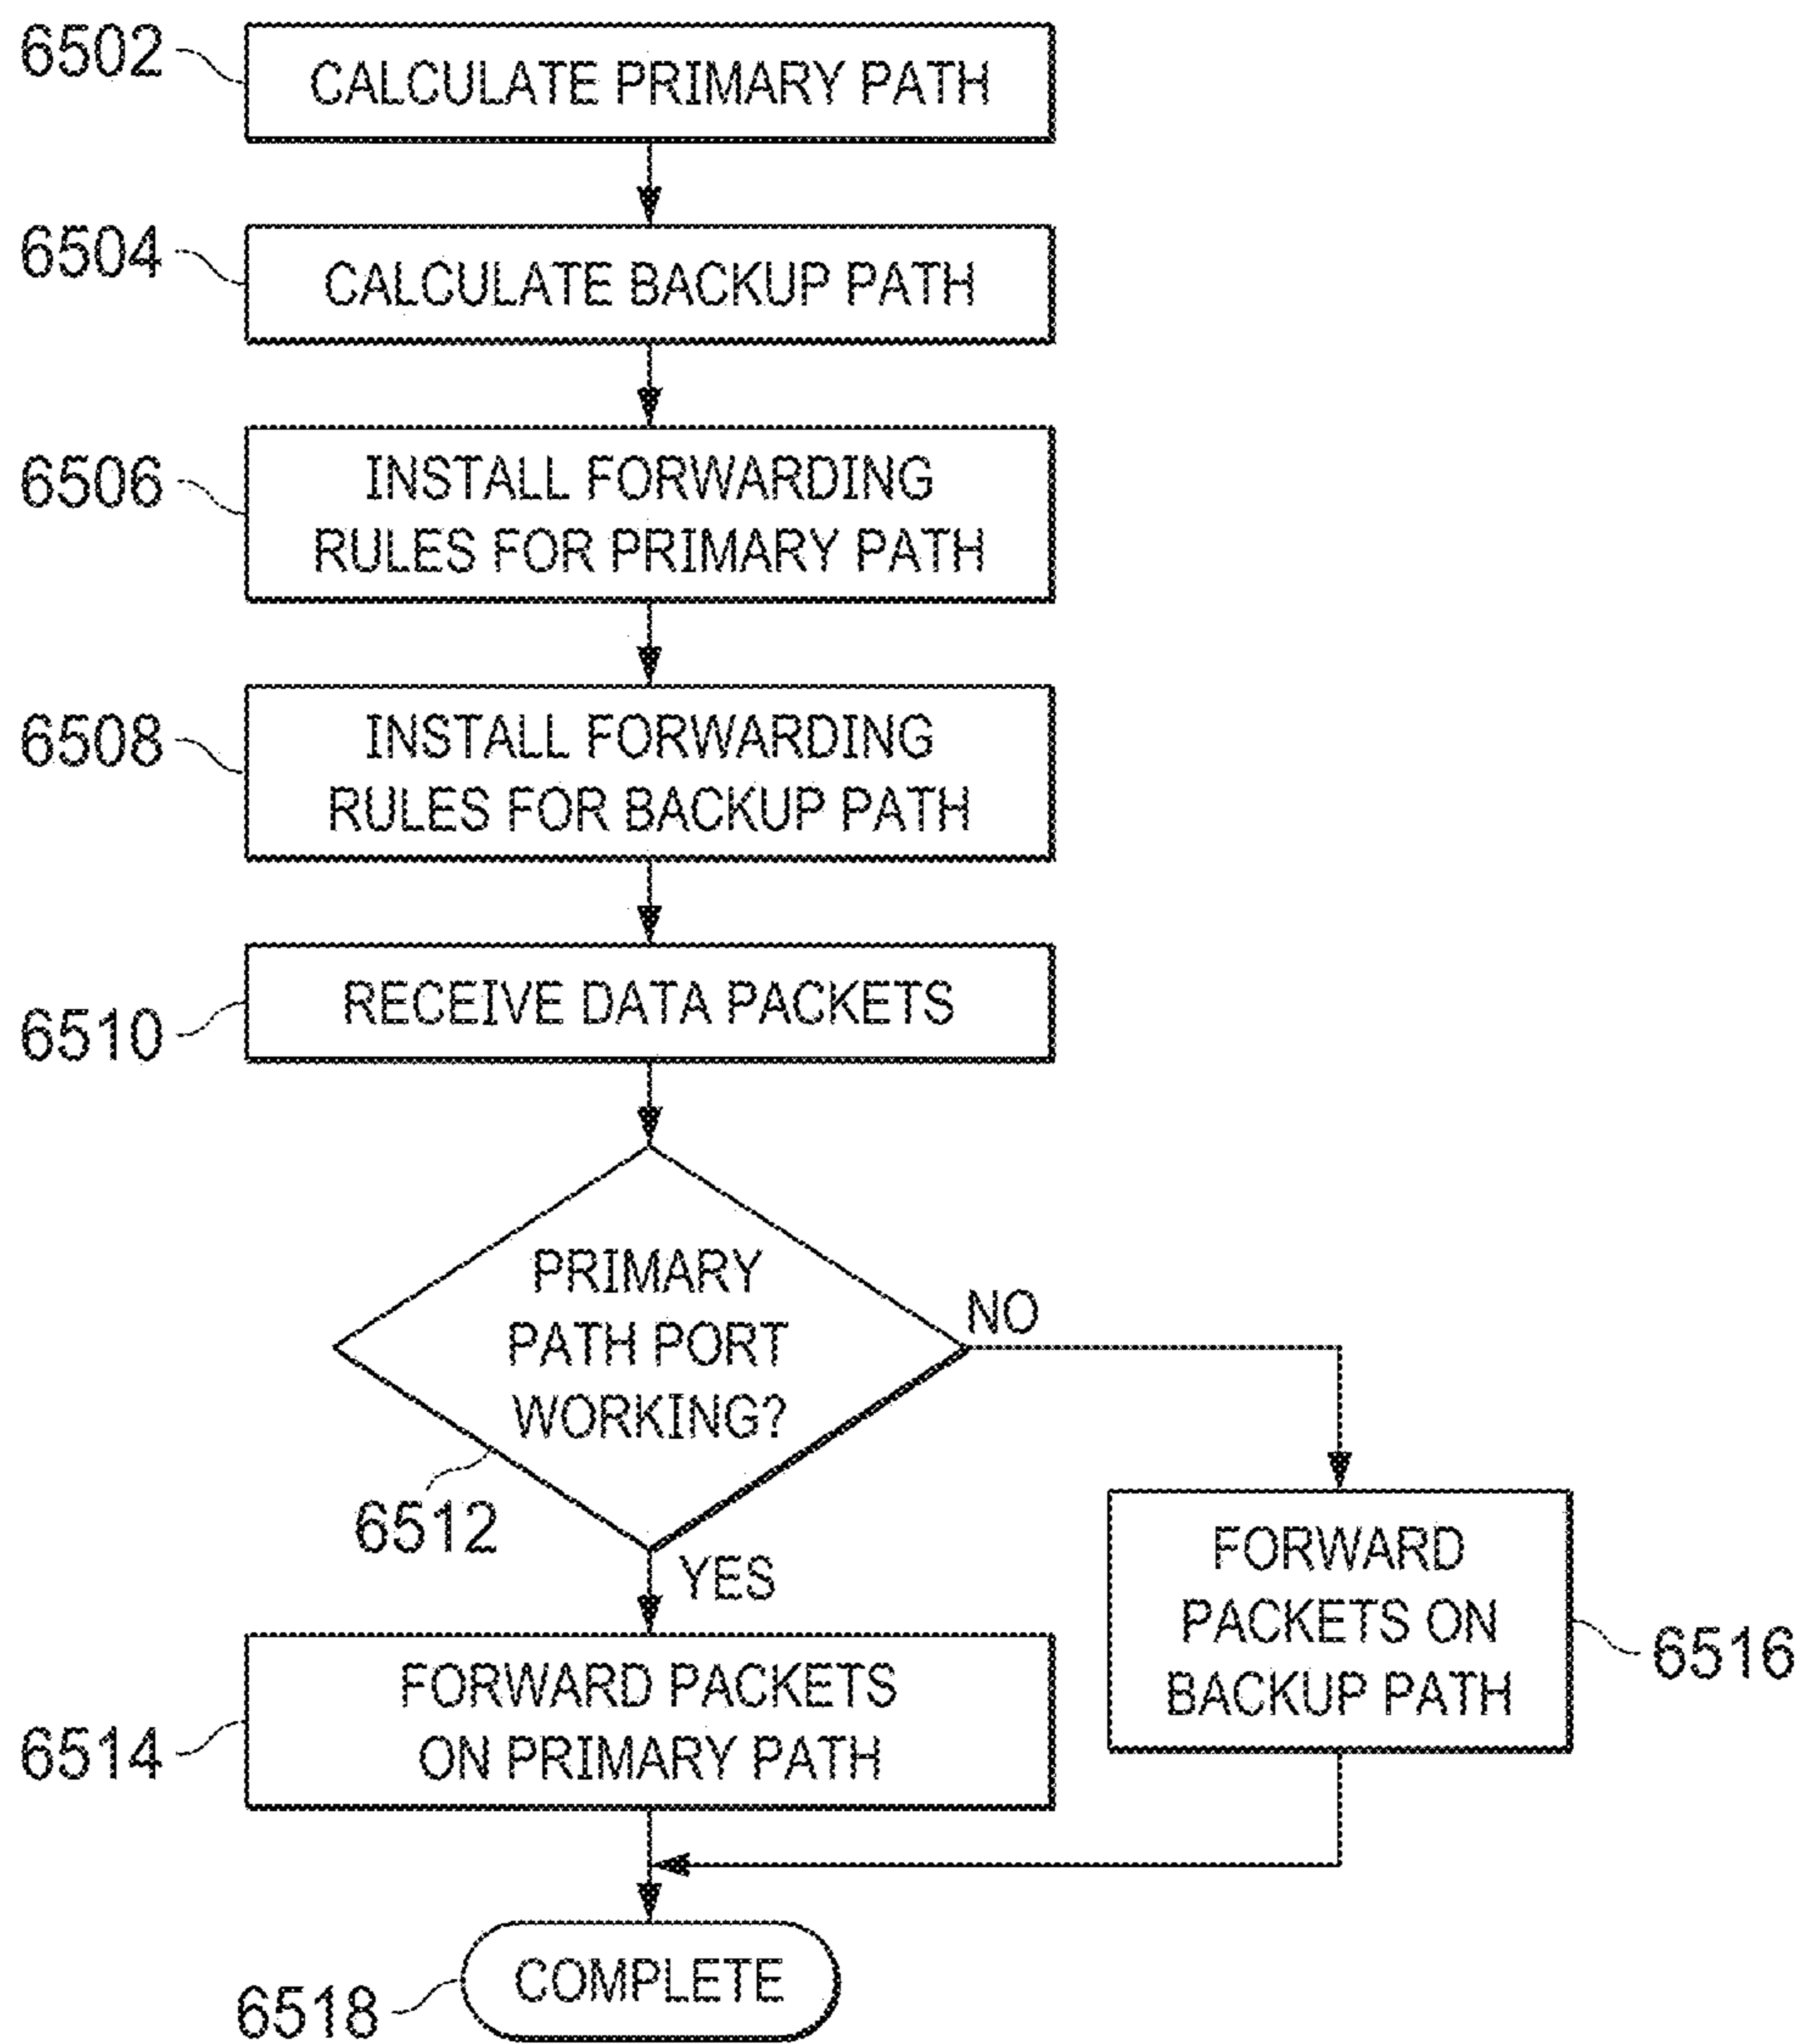 6502
CALCULATE PRIMARY PATH
6504
CALCULATE BACKUP PATH
6506
INSTALL FORWARDING
RULES FOR PRIMARY PATH
6508
INSTALL FORWARDING
RULES FOR BACKUP PATH
6510
RECEIVE DATA PACKETS
PRIMARY
PATH PORT
WORKING?
NO
6512
YES
FORWARD
PACKETS ON
BACKUP PATH
6516
6514
FORWARD PACKETS
ON PRIMARY PATH
6518
COMPLETE